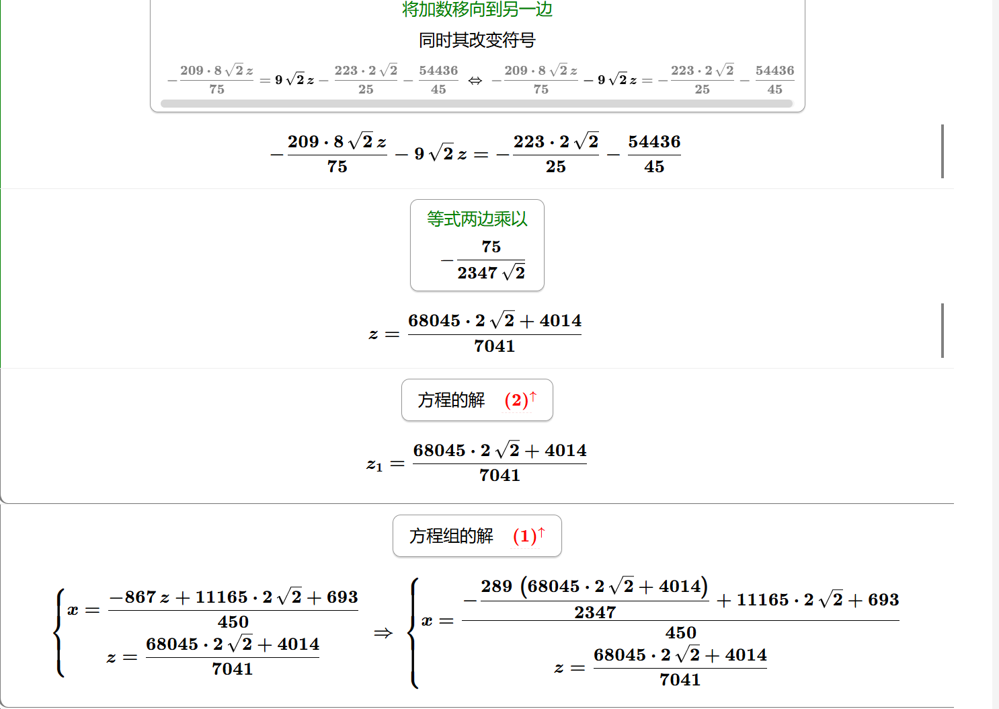 将加数移向到另一边
同时其改变符号
$-\frac{209 \cdot 8\sqrt{2}z}{75} = 9\sqrt{2}z - \frac{223 \cdot 2\sqrt{2}}{25} - \frac{54436}{45} \Leftrightarrow -\frac{209 \cdot 8\sqrt{2}z}{75} - 9\sqrt{2}z = -\frac{223 \cdot 2\sqrt{2}}{25} - \frac{54436}{45}$
$-\frac{209 \cdot 8\sqrt{2}z}{75} - 9\sqrt{2}z = -\frac{223 \cdot 2\sqrt{2}}{25} - \frac{54436}{45}$
等式两边乘以
$-\frac{75}{2347\sqrt{2}}$
$z = \frac{68045 \cdot 2\sqrt{2} + 4014}{7041}$
方程的解 (2)↑
$z_1 = \frac{68045 \cdot 2\sqrt{2} + 4014}{7041}$
方程组的解 (1)↑
$\begin{cases} x = \frac{-867z + 11165 \cdot 2\sqrt{2} + 693}{450} \\ z = \frac{68045 \cdot 2\sqrt{2} + 4014}{7041} \end{cases} \Rightarrow \begin{cases} x = \frac{-\frac{289(68045 \cdot 2\sqrt{2} + 4014)}{2347} + 11165 \cdot 2\sqrt{2} + 693}{450} \\ z = \frac{68045 \cdot 2\sqrt{2} + 4014}{7041} \end{cases}$